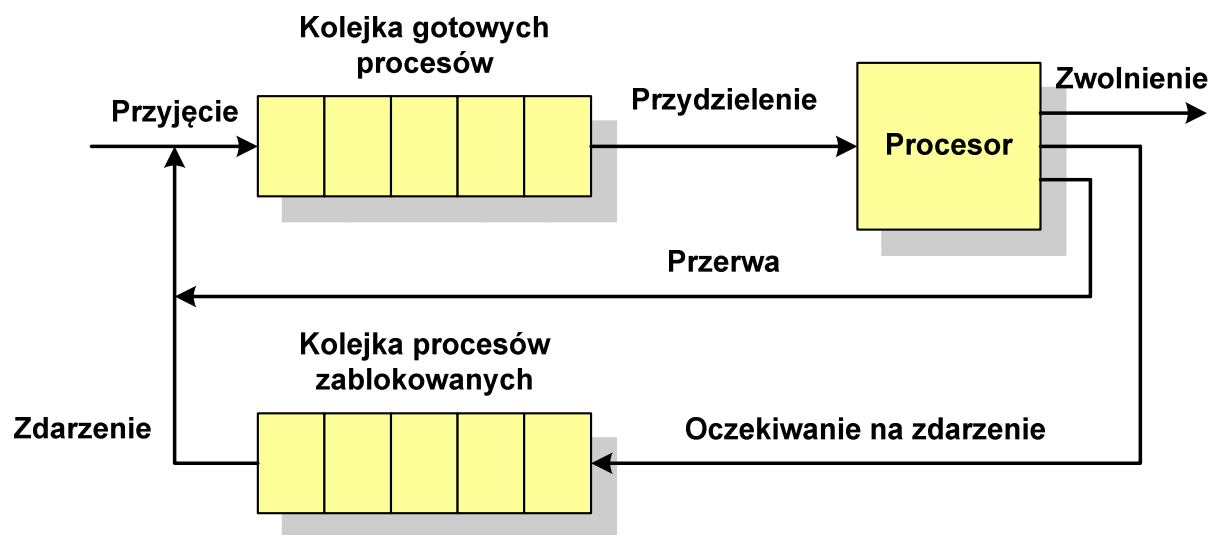 Kolejka gotowych
procesów
Przyjęcie
Przydzielenie
Zwolnienie
Procesor
Przerwa
Kolejka procesów
zablokowanych
Zdarzenie
Oczekiwanie na zdarzenie